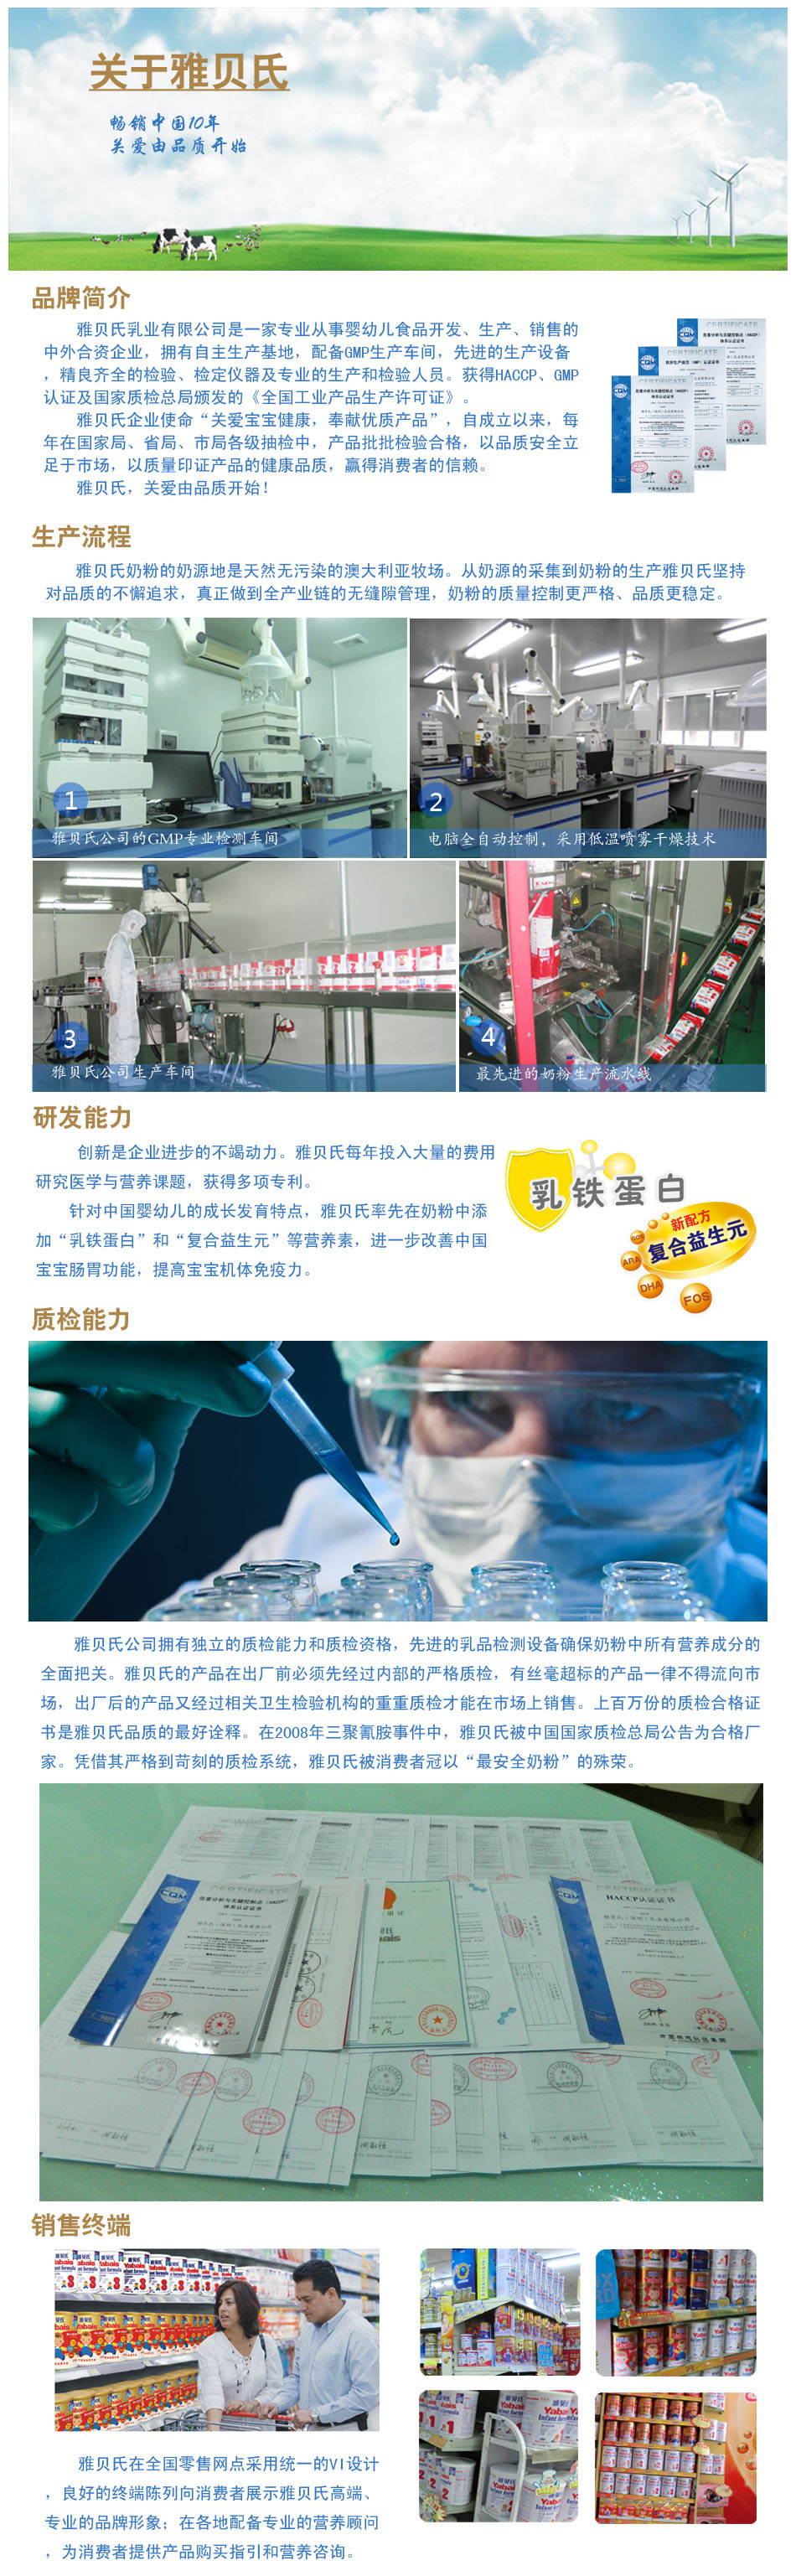 关于雅贝氏
畅销中国10年
关爱由品质开始
品牌简介
雅贝氏乳业有限公司是一家专业从事婴幼儿食品开发、生产、销售的
中外合资企业，拥有自主生产基地，配备GMP生产车间，先进的生产设备
，精良齐全的检验、检定仪器及专业的生产和检验人员。获得HACCP、GMP
认证及国家质检总局颁发的《全国工业产品生产许可证》。
雅贝氏企业使命“关爱宝宝健康，奉献优质产品”，自成立以来，每
年在国家局、省局、市局各级抽检中，产品批批检验合格，以品质安全立
足于市场，以质量印证产品的健康品质，赢得消费者的信赖。
雅贝氏，关爱由品质开始！
CERTIFICATE
CERTIFICATE
CERTIFICATE
CQM
CQM
CQM
生产流程
雅贝氏奶粉的奶源地是天然无污染的澳大利亚牧场。从奶源的采集到奶粉的生产雅贝氏坚持
对品质的不懈追求，真正做到全产业链的无缝隙管理，奶粉的质量控制更严格、品质更稳定。
1
雅贝氏公司的GMP专业检测车间
2
电脑全自动控制，采用低温喷雾干燥技术
3
雅贝氏公司生产车间
4
最先进的奶粉生产流水线
研发能力
创新是企业进步的不竭动力。雅贝氏每年投入大量的费用
研究医学与营养课题，获得多项专利。
针对中国婴幼儿的成长发育特点，雅贝氏率先在奶粉中添
加“乳铁蛋白”和“复合益生元”等营养素，进一步改善中国
宝宝肠胃功能，提高宝宝机体免疫力。
乳铁蛋白
新配方
复合益生元
GOS
ARA
DHA
FOS
质检能力
雅贝氏公司拥有独立的质检能力和质检资格，先进的乳品检测设备确保奶粉中所有营养成分的
全面把关。雅贝氏的产品在出厂前必须先经过内部的严格质检，有丝毫超标的产品一律不得流向市
场，出厂后的产品又经过相关卫生检验机构的重重质检才能在市场上销售。上百万份的质检合格证
书是雅贝氏品质的最好诠释。在2008年三聚氰胺事件中，雅贝氏被中国国家质检总局公告为合格厂
家。凭借其严格到苛刻的质检系统，雅贝氏被消费者冠以“最安全奶粉”的殊荣。
CERTIFICATE
CQM
危害分析与关键控制点（HACCP）
体系认证证书
CERTIFICATE
CQM
HACCP认证证书
销售终端
雅贝氏
Yabais
Infant formula
雅贝氏在全国零售网点采用统一的VI设计
，良好的终端陈列向消费者展示雅贝氏高端、
专业的品牌形象；在各地配备专业的营养顾问
，为消费者提供产品购买指引和营养咨询。